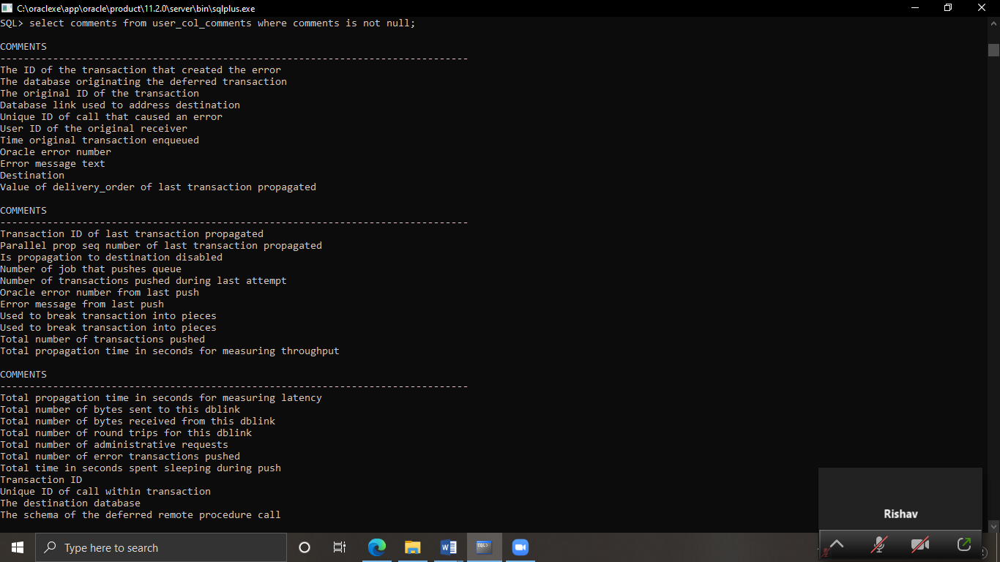 C:\oraclexe\app\oracle\product\11.2.0\server\bin\sqlplus.exe
SQL> select comments from user_col_comments where comments is not null;
COMMENTS
--------------------------------------------------------------------------------
The ID of the transaction that created the error
The database originating the deferred transaction
The original ID of the transaction
Database link used to address destination
Unique ID of call that caused an error
User ID of the original receiver
Time original transaction enqueued
Oracle error number
Error message text
Destination
Value of delivery_order of last transaction propagated
COMMENTS
--------------------------------------------------------------------------------
Transaction ID of last transaction propagated
Parallel prop seq number of last transaction propagated
Is propagation to destination disabled
Number of job that pushes queue
Number of transactions pushed during last attempt
Oracle error number from last push
Error message from last push
Used to break transaction into pieces
Used to break transaction into pieces
Total number of transactions pushed
Total propagation time in seconds for measuring throughput
COMMENTS
--------------------------------------------------------------------------------
Total propagation time in seconds for measuring latency
Total number of bytes sent to this dblink
Total number of bytes received from this dblink
Total number of round trips for this dblink
Total number of administrative requests
Total number of error transactions pushed
Total time in seconds spent sleeping during push
Transaction ID
Unique ID of call within transaction
The destination database
The schema of the deferred remote procedure call
Rishav
Type here to search